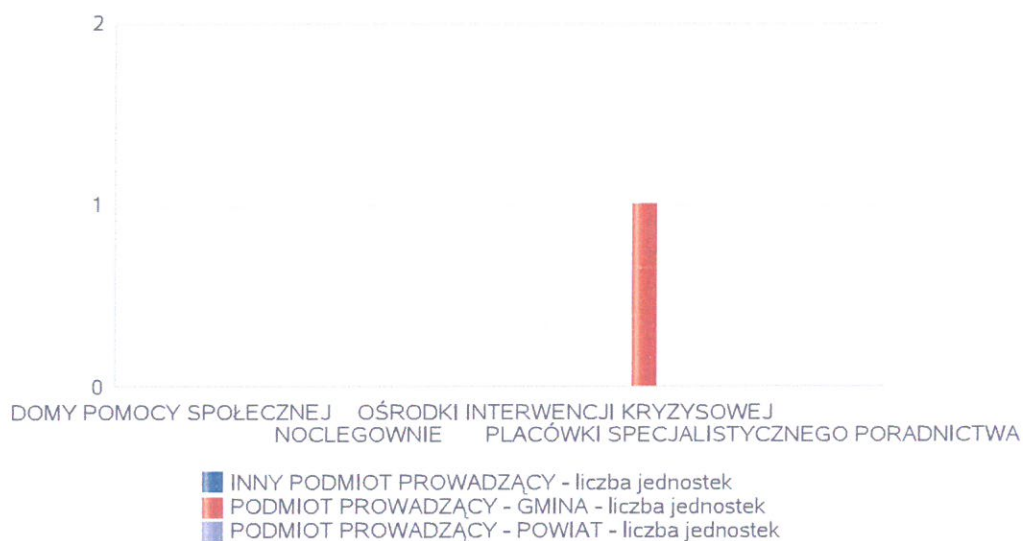 2
1
0
DOMY POMOCY SPOŁECZNEJ OŚRODKI INTERWENCJI KRYZYSOWEJ
NOCLEGOWNIE PLACÓWKI SPECJALISTYCZNEGO PORADNICTWA
INNY PODMIOT PROWADZĄCY - liczba jednostek
PODMIOT PROWADZĄCY - GMINA - liczba jednostek
PODMIOT PROWADZĄCY - POWIAT - liczba jednostek